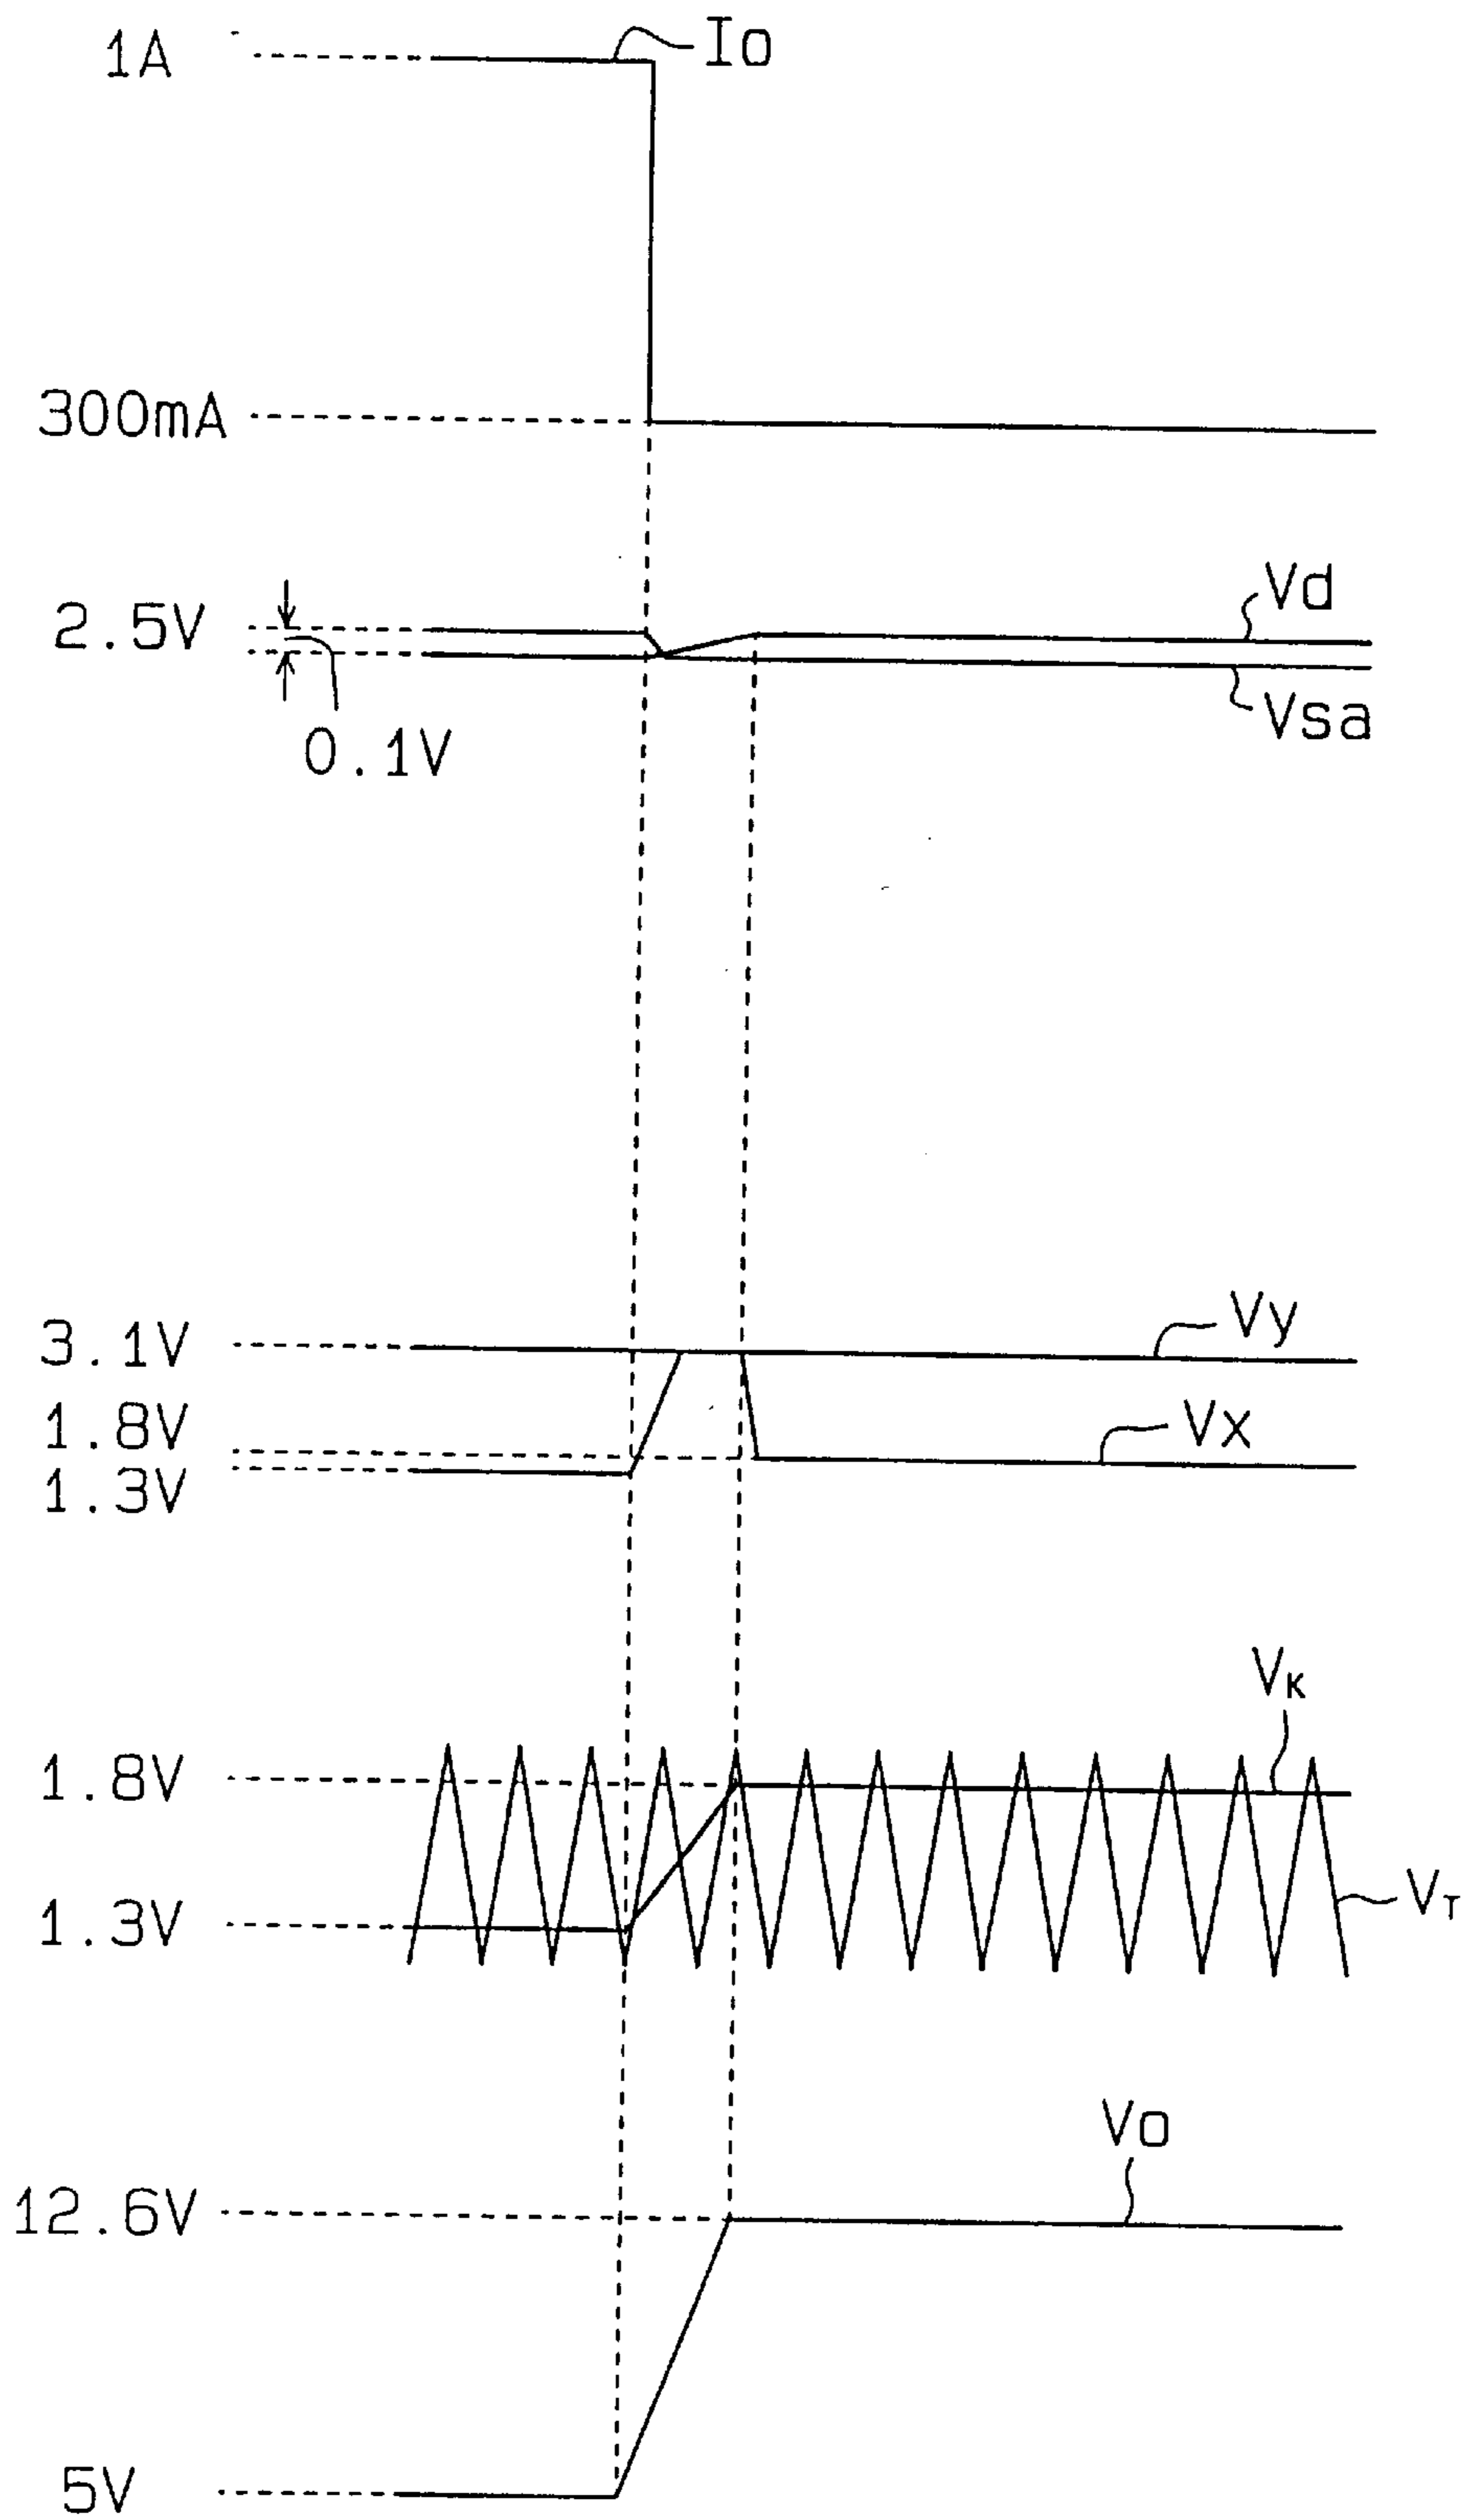 1A
Io
300mA
Vd
2.5V
Vsa
0.1V
Vy
3.1V
1.8V
Vx
1.3V
VK
1.8V
VT
1.3V
Vo
12.6V
5V